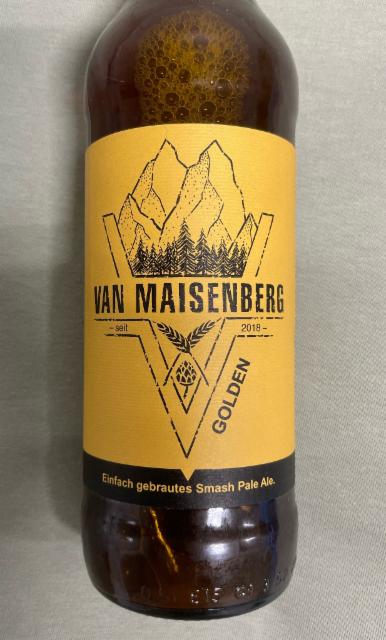 VAN MAISENBERG
– seit 2018 –
GOLDEN
Einfach gebrautes Smash Pale Ale.